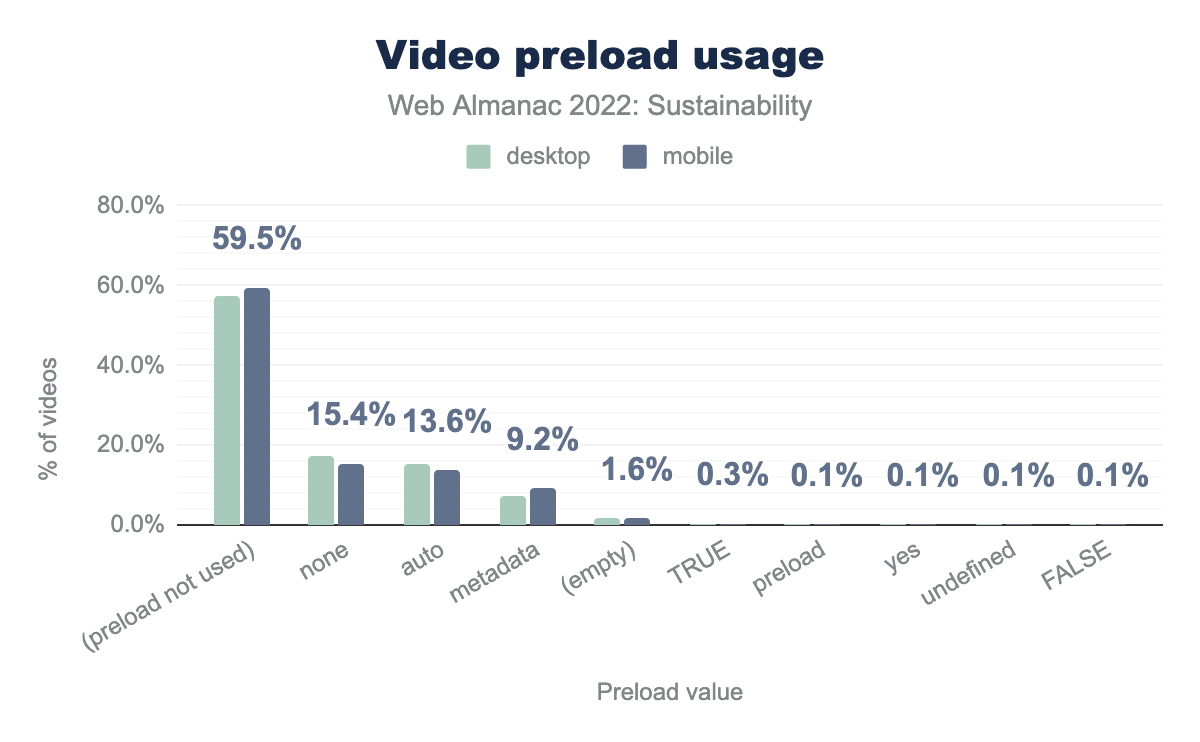 Video preload usage
Web Almanac 2022: Sustainability
desktop mobile
80.0%
60.0%
40.0%
20.0%
0.0%
% of videos
59.5%
15.4%
13.6%
9.2%
1.6%
0.3%
0.1%
0.1%
0.1%
0.1%
(preload not used)
none
auto
metadata
(empty)
TRUE
preload
yes
undefined
FALSE
Preload value